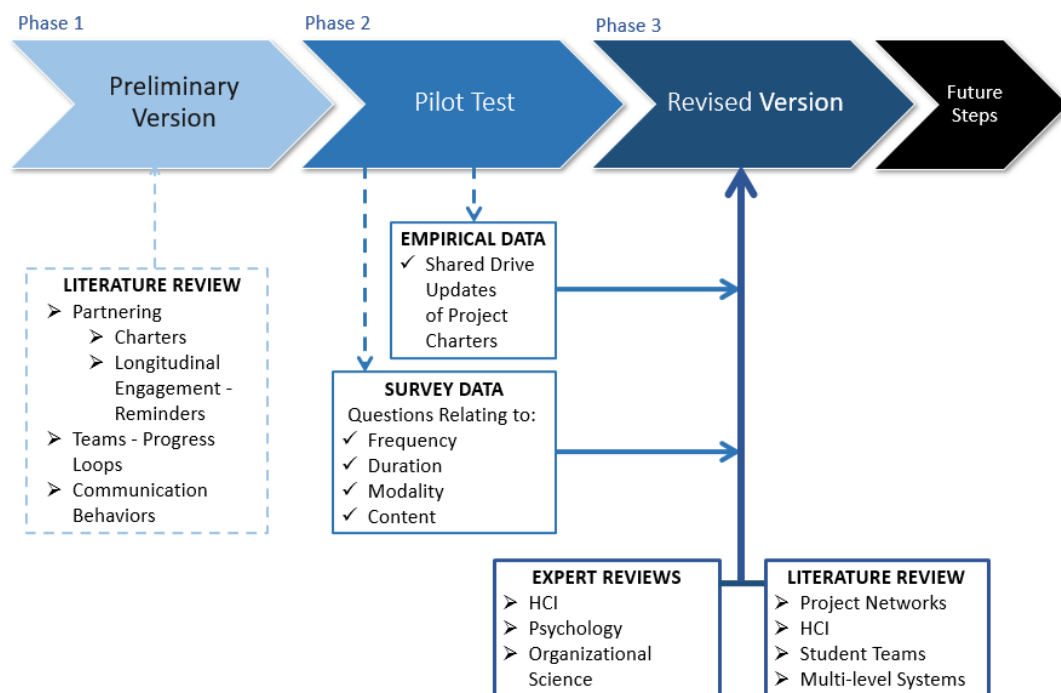 Phase 1
Phase 2
Phase 3
Preliminary
Version
Pilot Test
Revised Version
Future
Steps
LITERATURE REVIEW
Partnering
Charters
Longitudinal
Engagement -
Reminders
Teams - Progress
Loops
Communication
Behaviors
EMPIRICAL DATA
Shared Drive
Updates
of Project
Charters
SURVEY DATA
Questions Relating to:
Frequency
Duration
Modality
Content
EXPERT REVIEWS
HCI
Psychology
Organizational
Science
LITERATURE REVIEW
Project Networks
HCI
Student Teams
Multi-level Systems